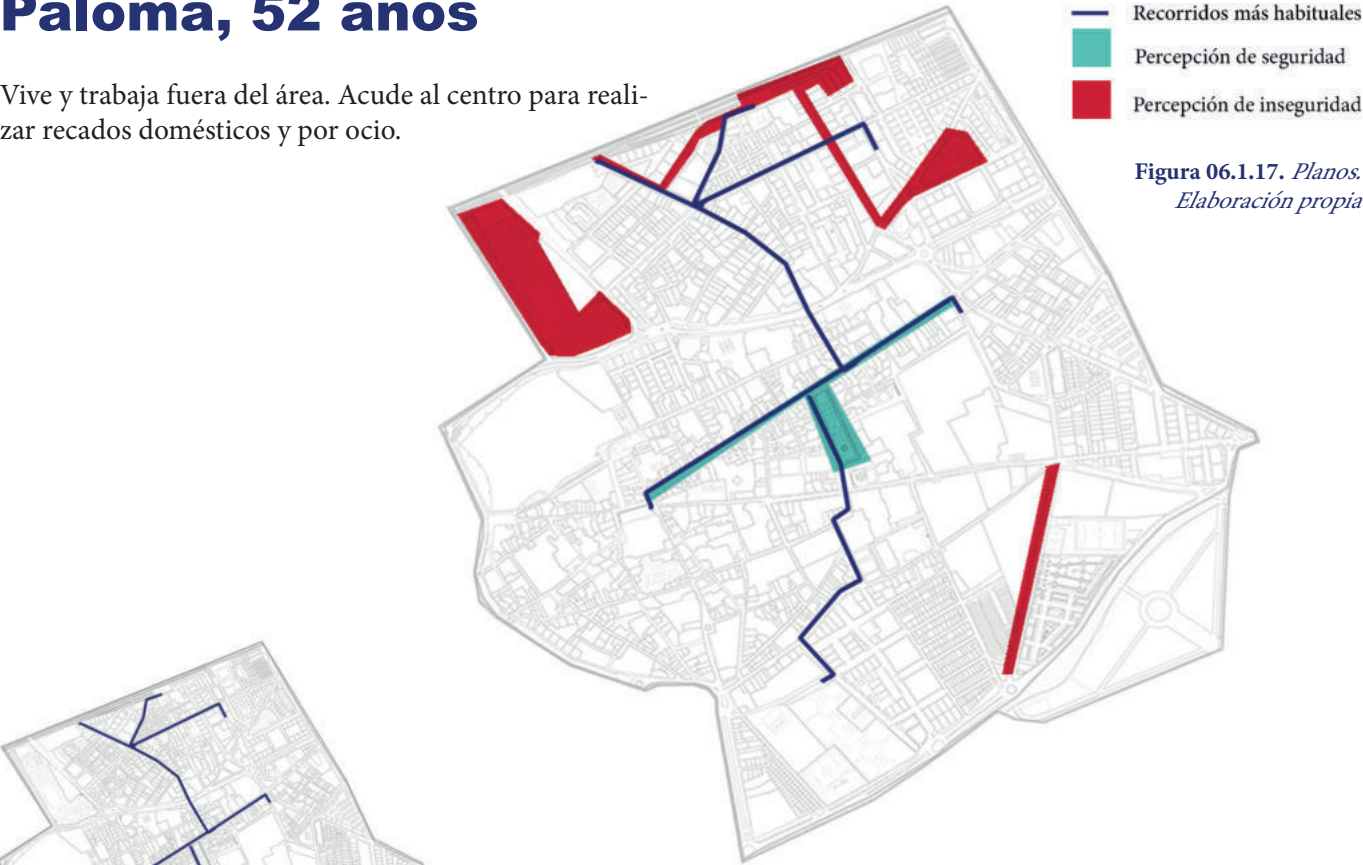 Paloma, 52 años
Vive y trabaja fuera del área. Acude al centro para reali-
zar recados domésticos y por ocio.
Recorridos más habituales
Percepción de seguridad
Percepción de inseguridad
Figura 06.1.17. Planos.
Elaboración propia